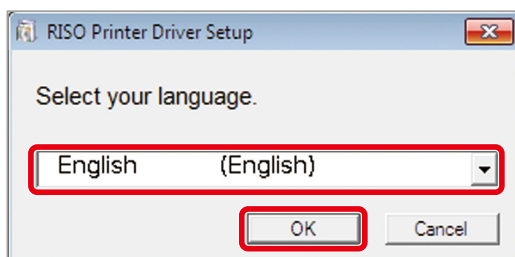 RISO Printer Driver Setup
Select your language.
English (English)
OK Cancel